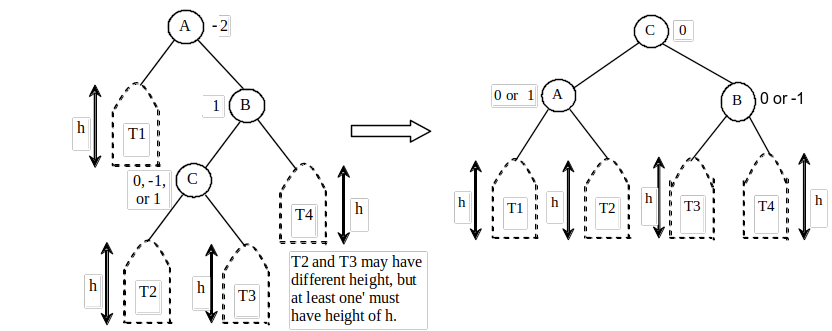 A
-2
C
0
0 or 1
A
B
0 or -1
1
B
h
T1
0, -1,
or 1
C
T4
h
h
T1
h
T2
h
T3
T4
h
T2 and T3 may have
different height, but
at least one' must
have height of h.
h
T2
h
T3